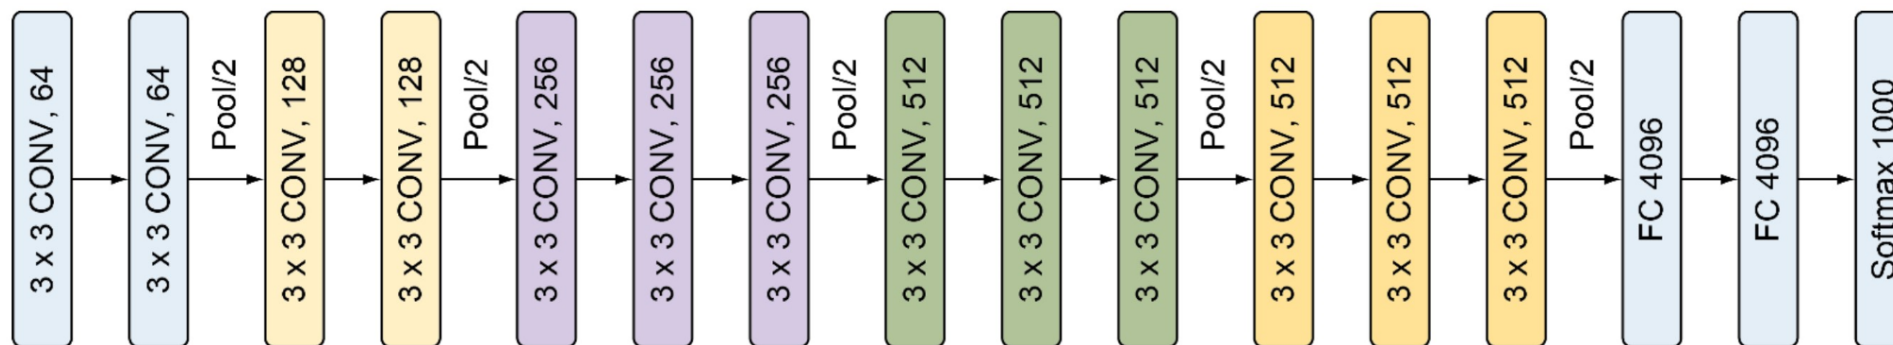 3 x 3 CONV, 64
3 x 3 CONV, 64
Pool/2
3 x 3 CONV, 128
3 x 3 CONV, 128
Pool/2
3 x 3 CONV, 256
3 x 3 CONV, 256
3 x 3 CONV, 256
Pool/2
3 x 3 CONV, 512
3 x 3 CONV, 512
3 x 3 CONV, 512
Pool/2
3 x 3 CONV, 512
3 x 3 CONV, 512
3 x 3 CONV, 512
Pool/2
FC 4096
FC 4096
Softmax 1000